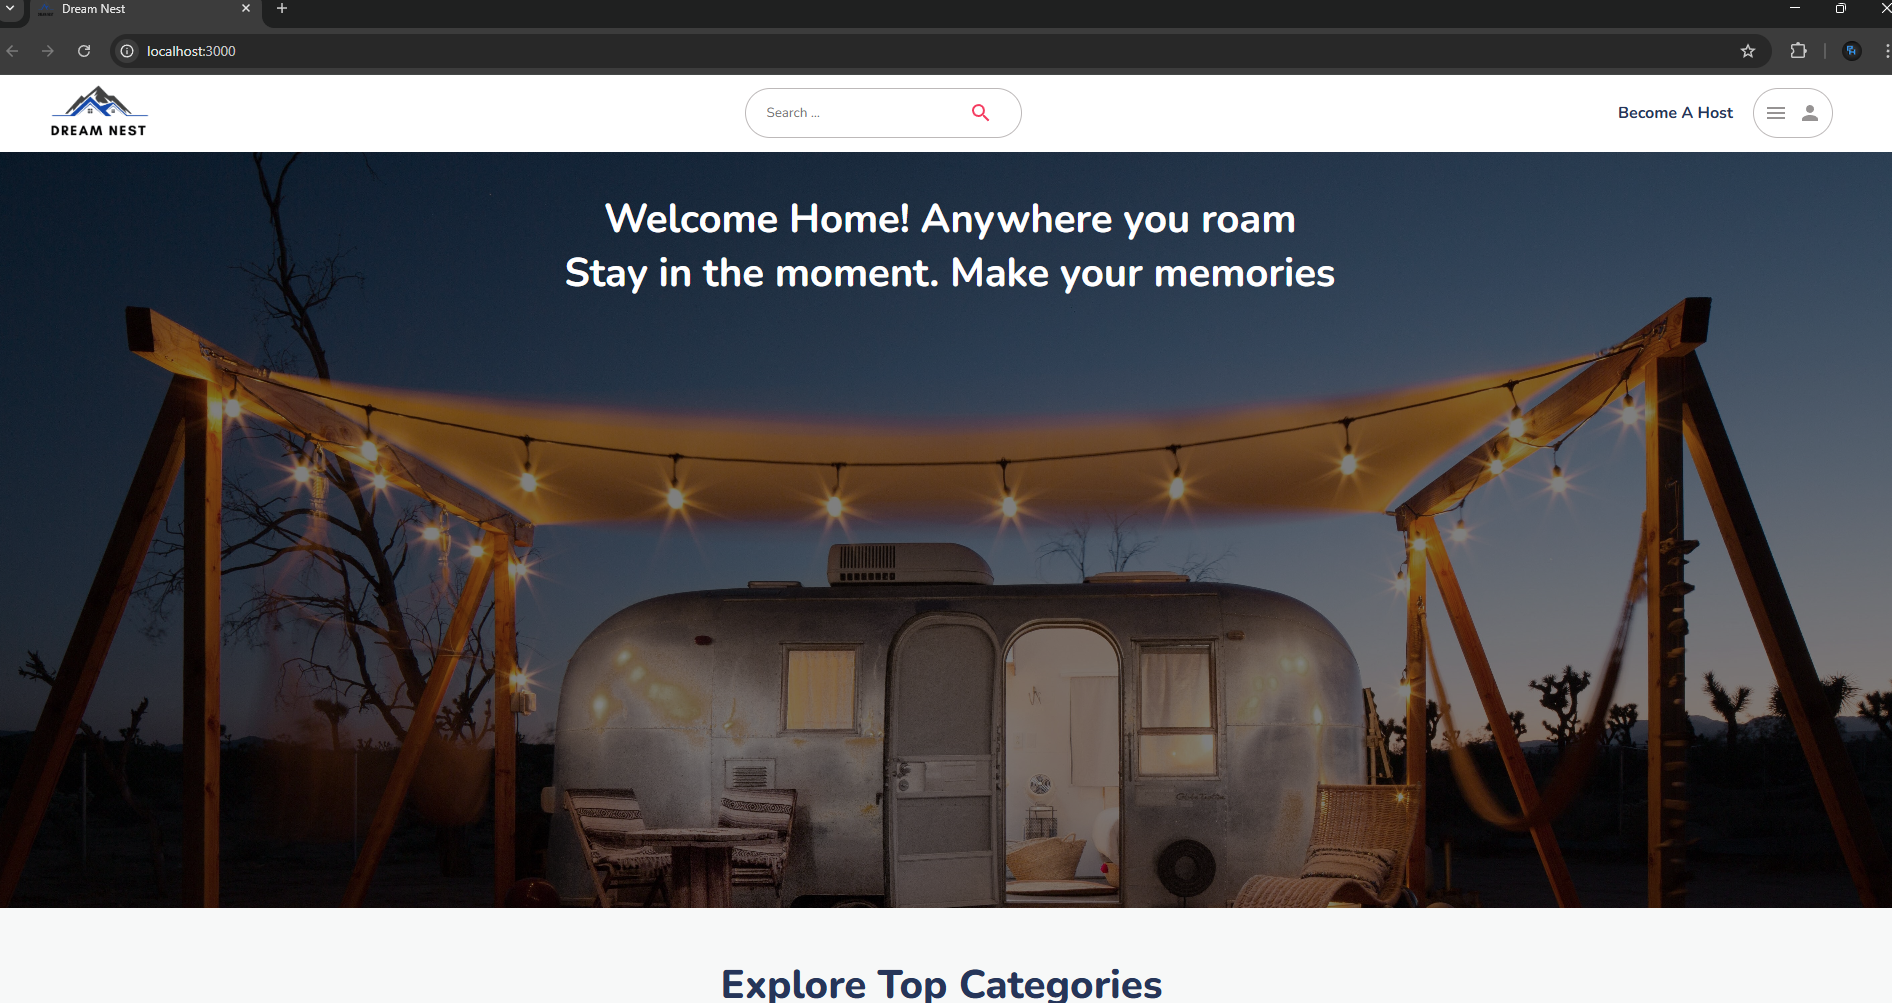 Dream Nest
localhost:3000
DREAM NEST
Search ...
Become A Host
Welcome Home! Anywhere you roam
Stay in the moment. Make your memories
Explore Top Categories